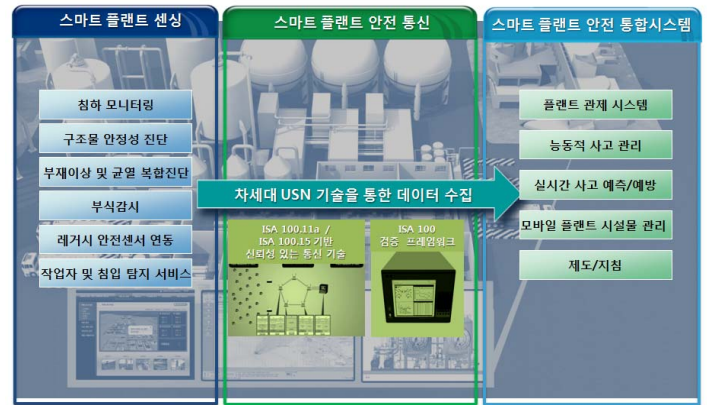 스마트 플랜트 센싱
침하 모니터링
구조물 안정성 진단
부재이상 및 균열 복합진단
부식감시
레거시 안전센서 연동
작업자 및 침입 탐지 서비스
스마트 플랜트 안전 통신
차세대 USN 기술을 통한 데이터 수집
ISA 100.11a /
ISA 100.15 기반
신뢰성 있는 통신 기술
ISA 100
검증 프레임워크
스마트 플랜트 안전 통합시스템
플랜트 관제 시스템
능동적 사고 관리
실시간 사고 예측/예방
모바일 플랜트 시설물 관리
제도/지침